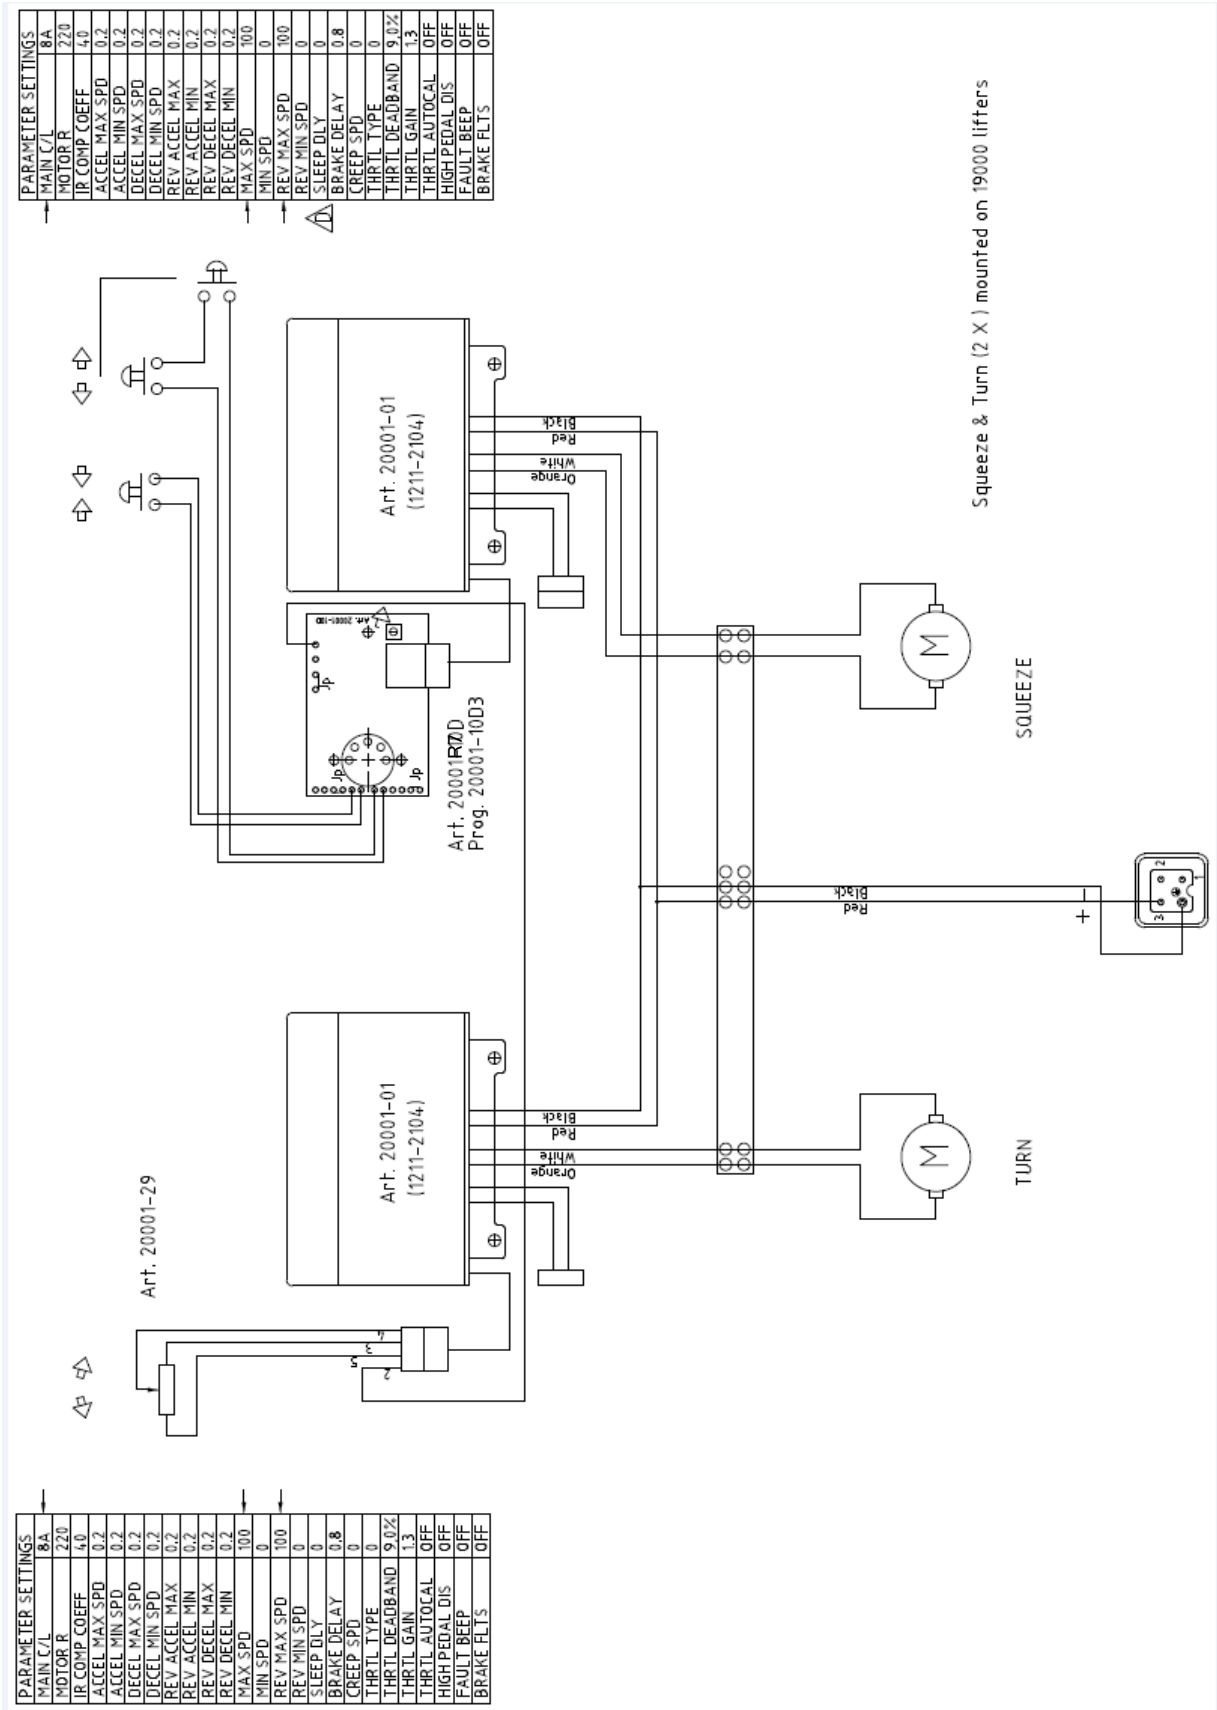 PARAMETER SETTINGS
MAIN C/L 8A
MOTOR R 220
IR COMP COEFF 40
ACCEL MAX SPD 0.2
ACCEL MIN SPD 0.2
DECEL MAX SPD 0.2
DECEL MIN SPD 0.2
REV ACCEL MAX 0.2
REV ACCEL MIN 0.2
REV DECEL MAX 0.2
REV DECEL MIN 0.2
MAX SPD 100
MIN SPD 0
REV MAX SPD 100
REV MIN SPD 0
SLEEP DLY 0
BRAKE DELAY 0.8
CREEP SPD 0
THRTL TYPE 0
THRTL DEADBAND 9.0%
THRTL GAIN 1.3
THRTL AUTOCAL OFF
HIGH PEDAL DIS OFF
FAULT BEEP OFF
BRAKE FLTS OFF
Art. 20001-29
4
3
5
2
Art. 20001-01
(1211-2104)
Black
Red
White
Orange
TURN
M
Art. 20001-10D
Jp
Jp
Jp
Prog. 20001-10D3
Black
Red
+
-
1
2
3
Art. 20001-01
(1211-2104)
Black
Red
White
Orange
M
SQUEEZE
Squeeze & Turn (2 X ) mounted on 19000 lifters
D
PARAMETER SETTINGS
MAIN C/L 8A
MOTOR R 220
IR COMP COEFF 40
ACCEL MAX SPD 0.2
ACCEL MIN SPD 0.2
DECEL MAX SPD 0.2
DECEL MIN SPD 0.2
REV ACCEL MAX 0.2
REV ACCEL MIN 0.2
REV DECEL MAX 0.2
REV DECEL MIN 0.2
MAX SPD 100
MIN SPD 0
REV MAX SPD 100
REV MIN SPD 0
SLEEP DLY 0
BRAKE DELAY 0.8
CREEP SPD 0
THRTL TYPE 0
THRTL DEADBAND 9.0%
THRTL GAIN 1.3
THRTL AUTOCAL OFF
HIGH PEDAL DIS OFF
FAULT BEEP OFF
BRAKE FLTS OFF